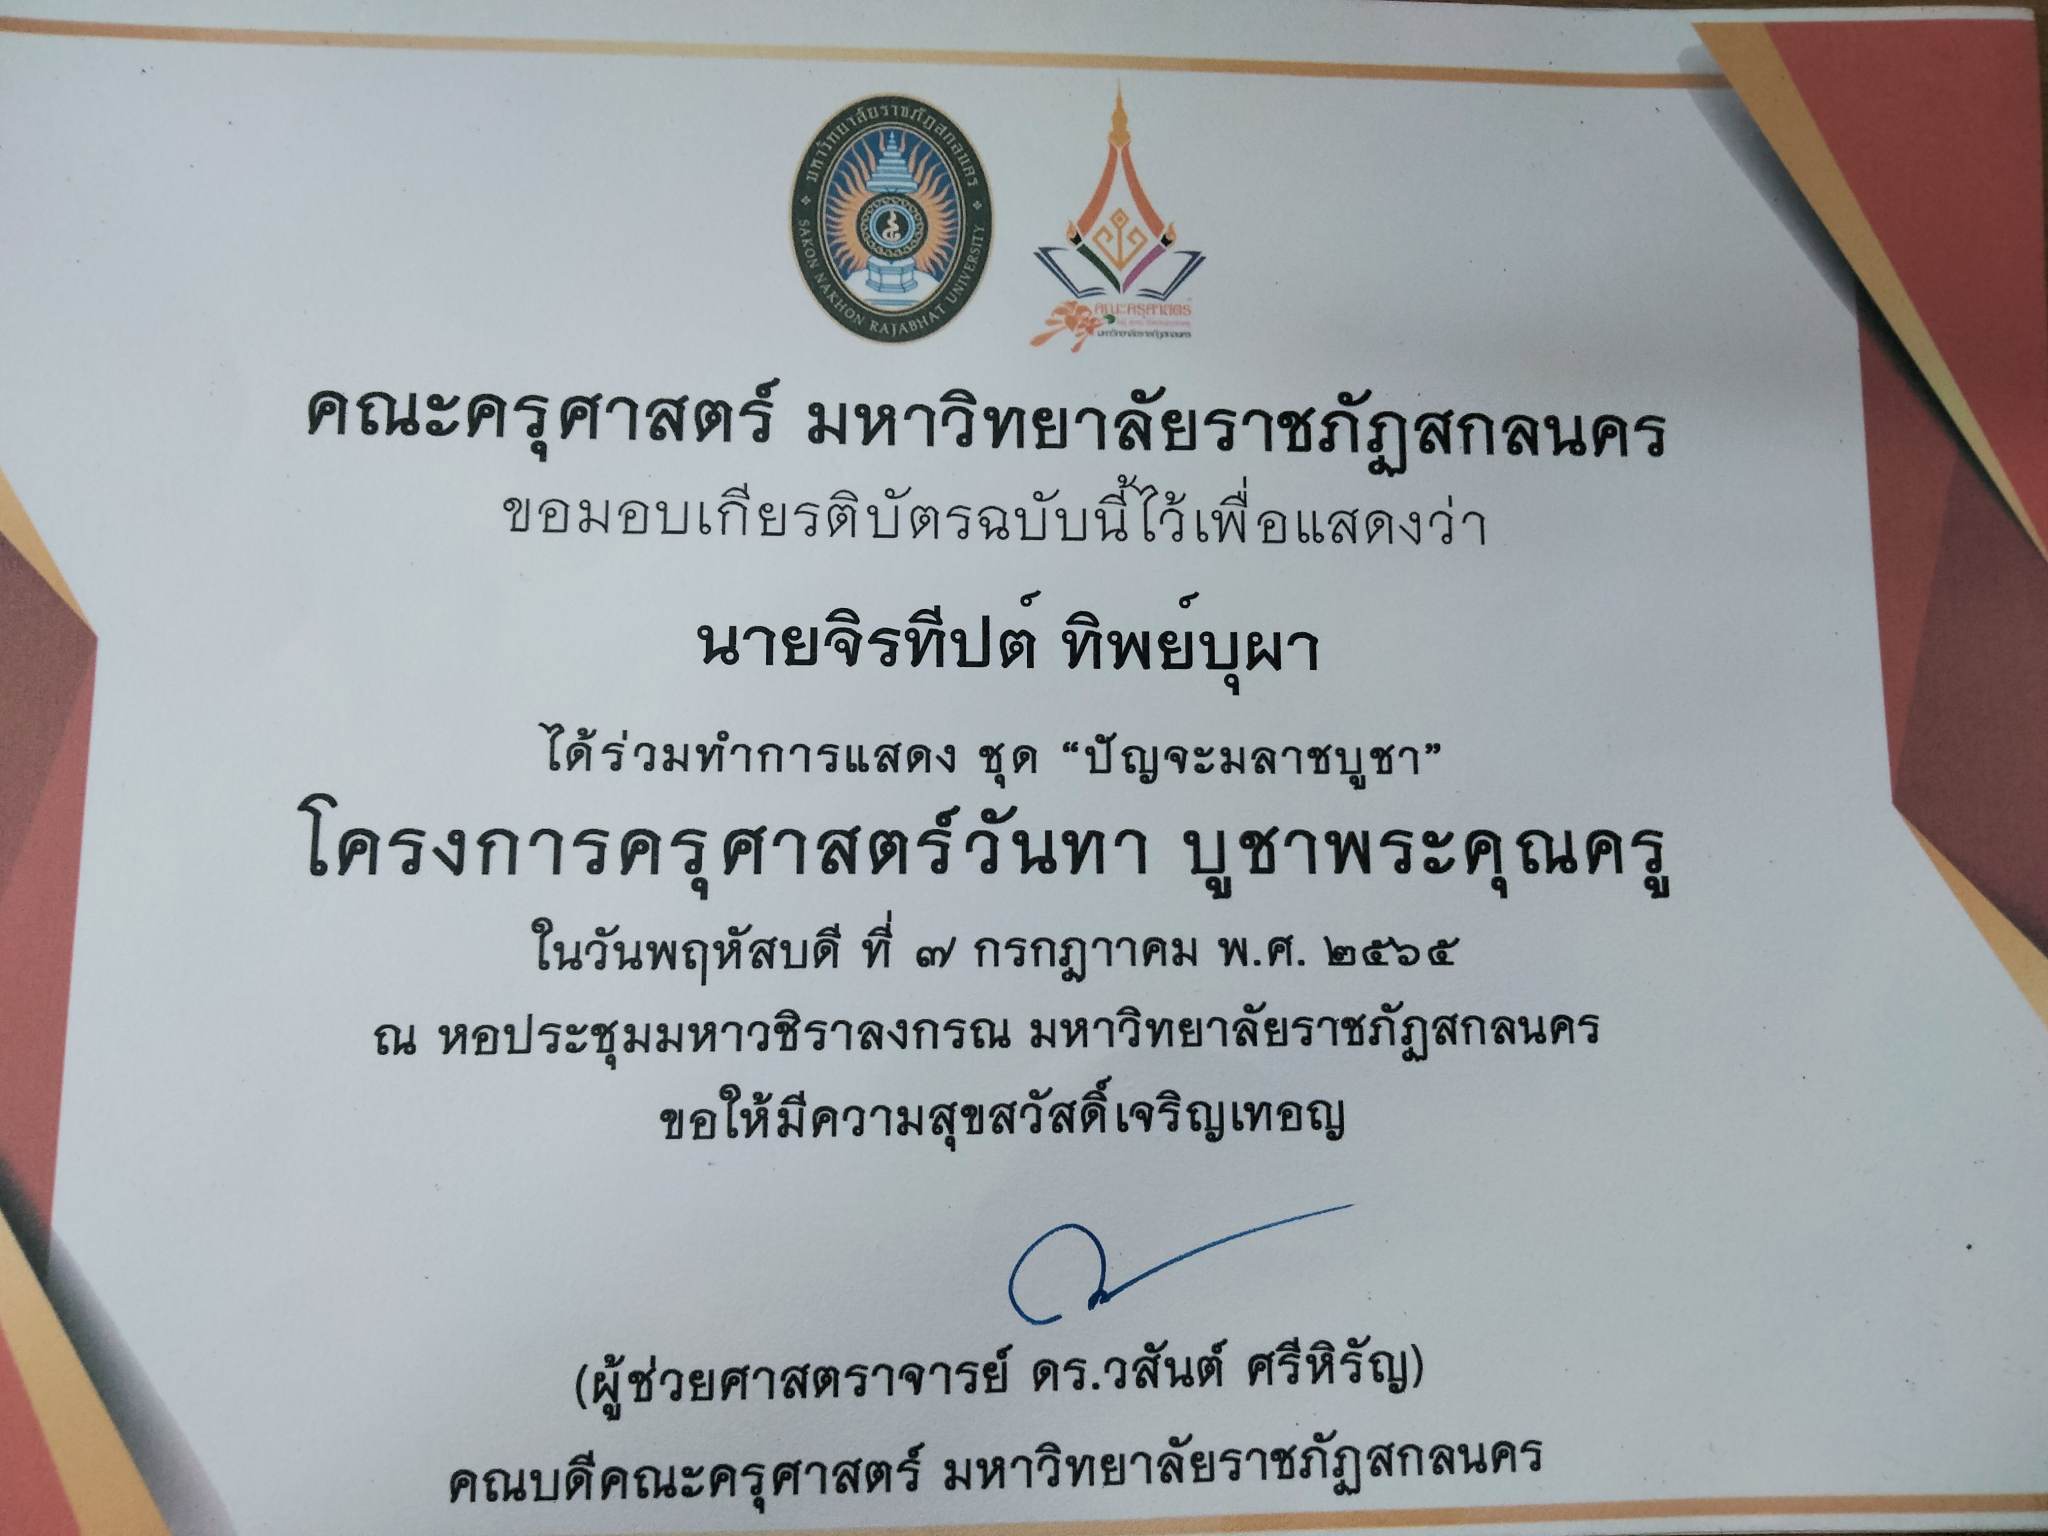 มหาวิทยาลัยราชภัฏสกลนคร
SAKON NAKHON RAJABHAT UNIVERSITY
คณะครุศาสตร์
มหาวิทยาลัยราชภัฏสกลนคร
คณะครุศาสตร์ มหาวิทยาลัยราชภัฏสกลนคร
ขอมอบเกียรติบัตรฉบับนี้ไว้เพื่อแสดงว่า
นายจิรทีปต์ ทิพย์บุผา
ได้ร่วมทำการแสดง ชุด “ปัญจะมลาชบูชา”
โครงการครุศาสตร์วันทา บูชาพระคุณครู
ในวันพฤหัสบดี ที่ ๗ กรกฎาาคม พ.ศ. ๒๕๖๕
ณ หอประชุมมหาวชิราลงกรณ มหาวิทยาลัยราชภัฏสกลนคร
ขอให้มีความสุขสวัสดิ์เจริญเทอญ
(ผู้ช่วยศาสตราจารย์ ดร.วสันต์ ศรีหิรัญ)
คณบดีคณะครุศาสตร์ มหาวิทยาลัยราชภัฏสกลนคร